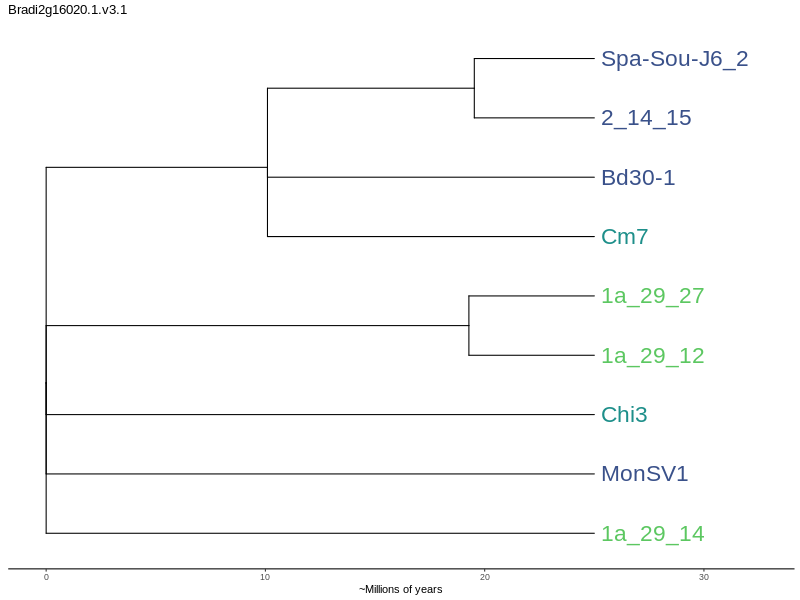 Bradi2g16020.1.v3.1
Spa-Sou-J6_2
2_14_15
Bd30-1
Cm7
1a_29_27
1a_29_12
Chi3
MonSV1
1a_29_14
0 10 20 30
~Millions of years